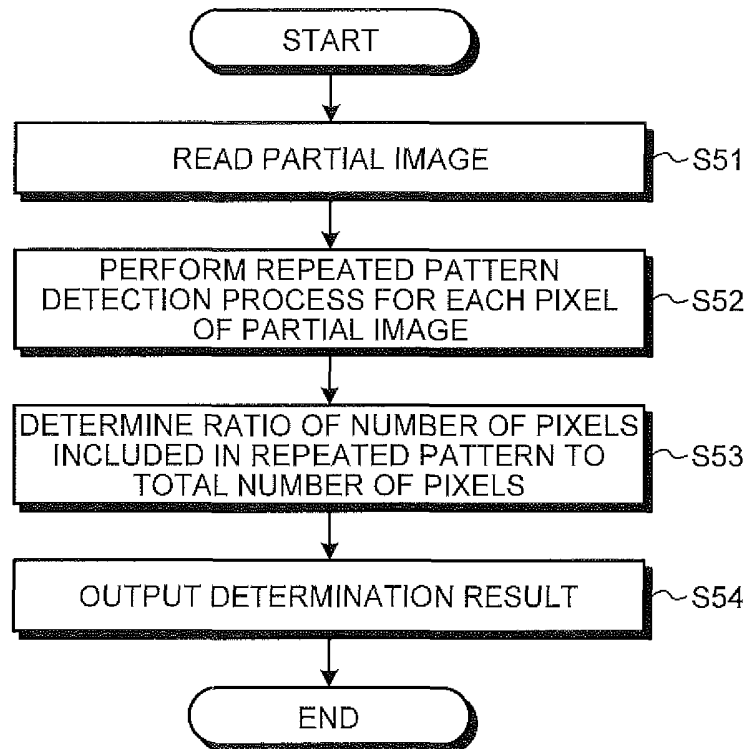 START
READ PARTIAL IMAGE
S51
PERFORM REPEATED PATTERN
DETECTION PROCESS FOR EACH PIXEL
OF PARTIAL IMAGE
S52
DETERMINE RATIO OF NUMBER OF PIXELS
INCLUDED IN REPEATED PATTERN TO
TOTAL NUMBER OF PIXELS
S53
OUTPUT DETERMINATION RESULT
S54
END